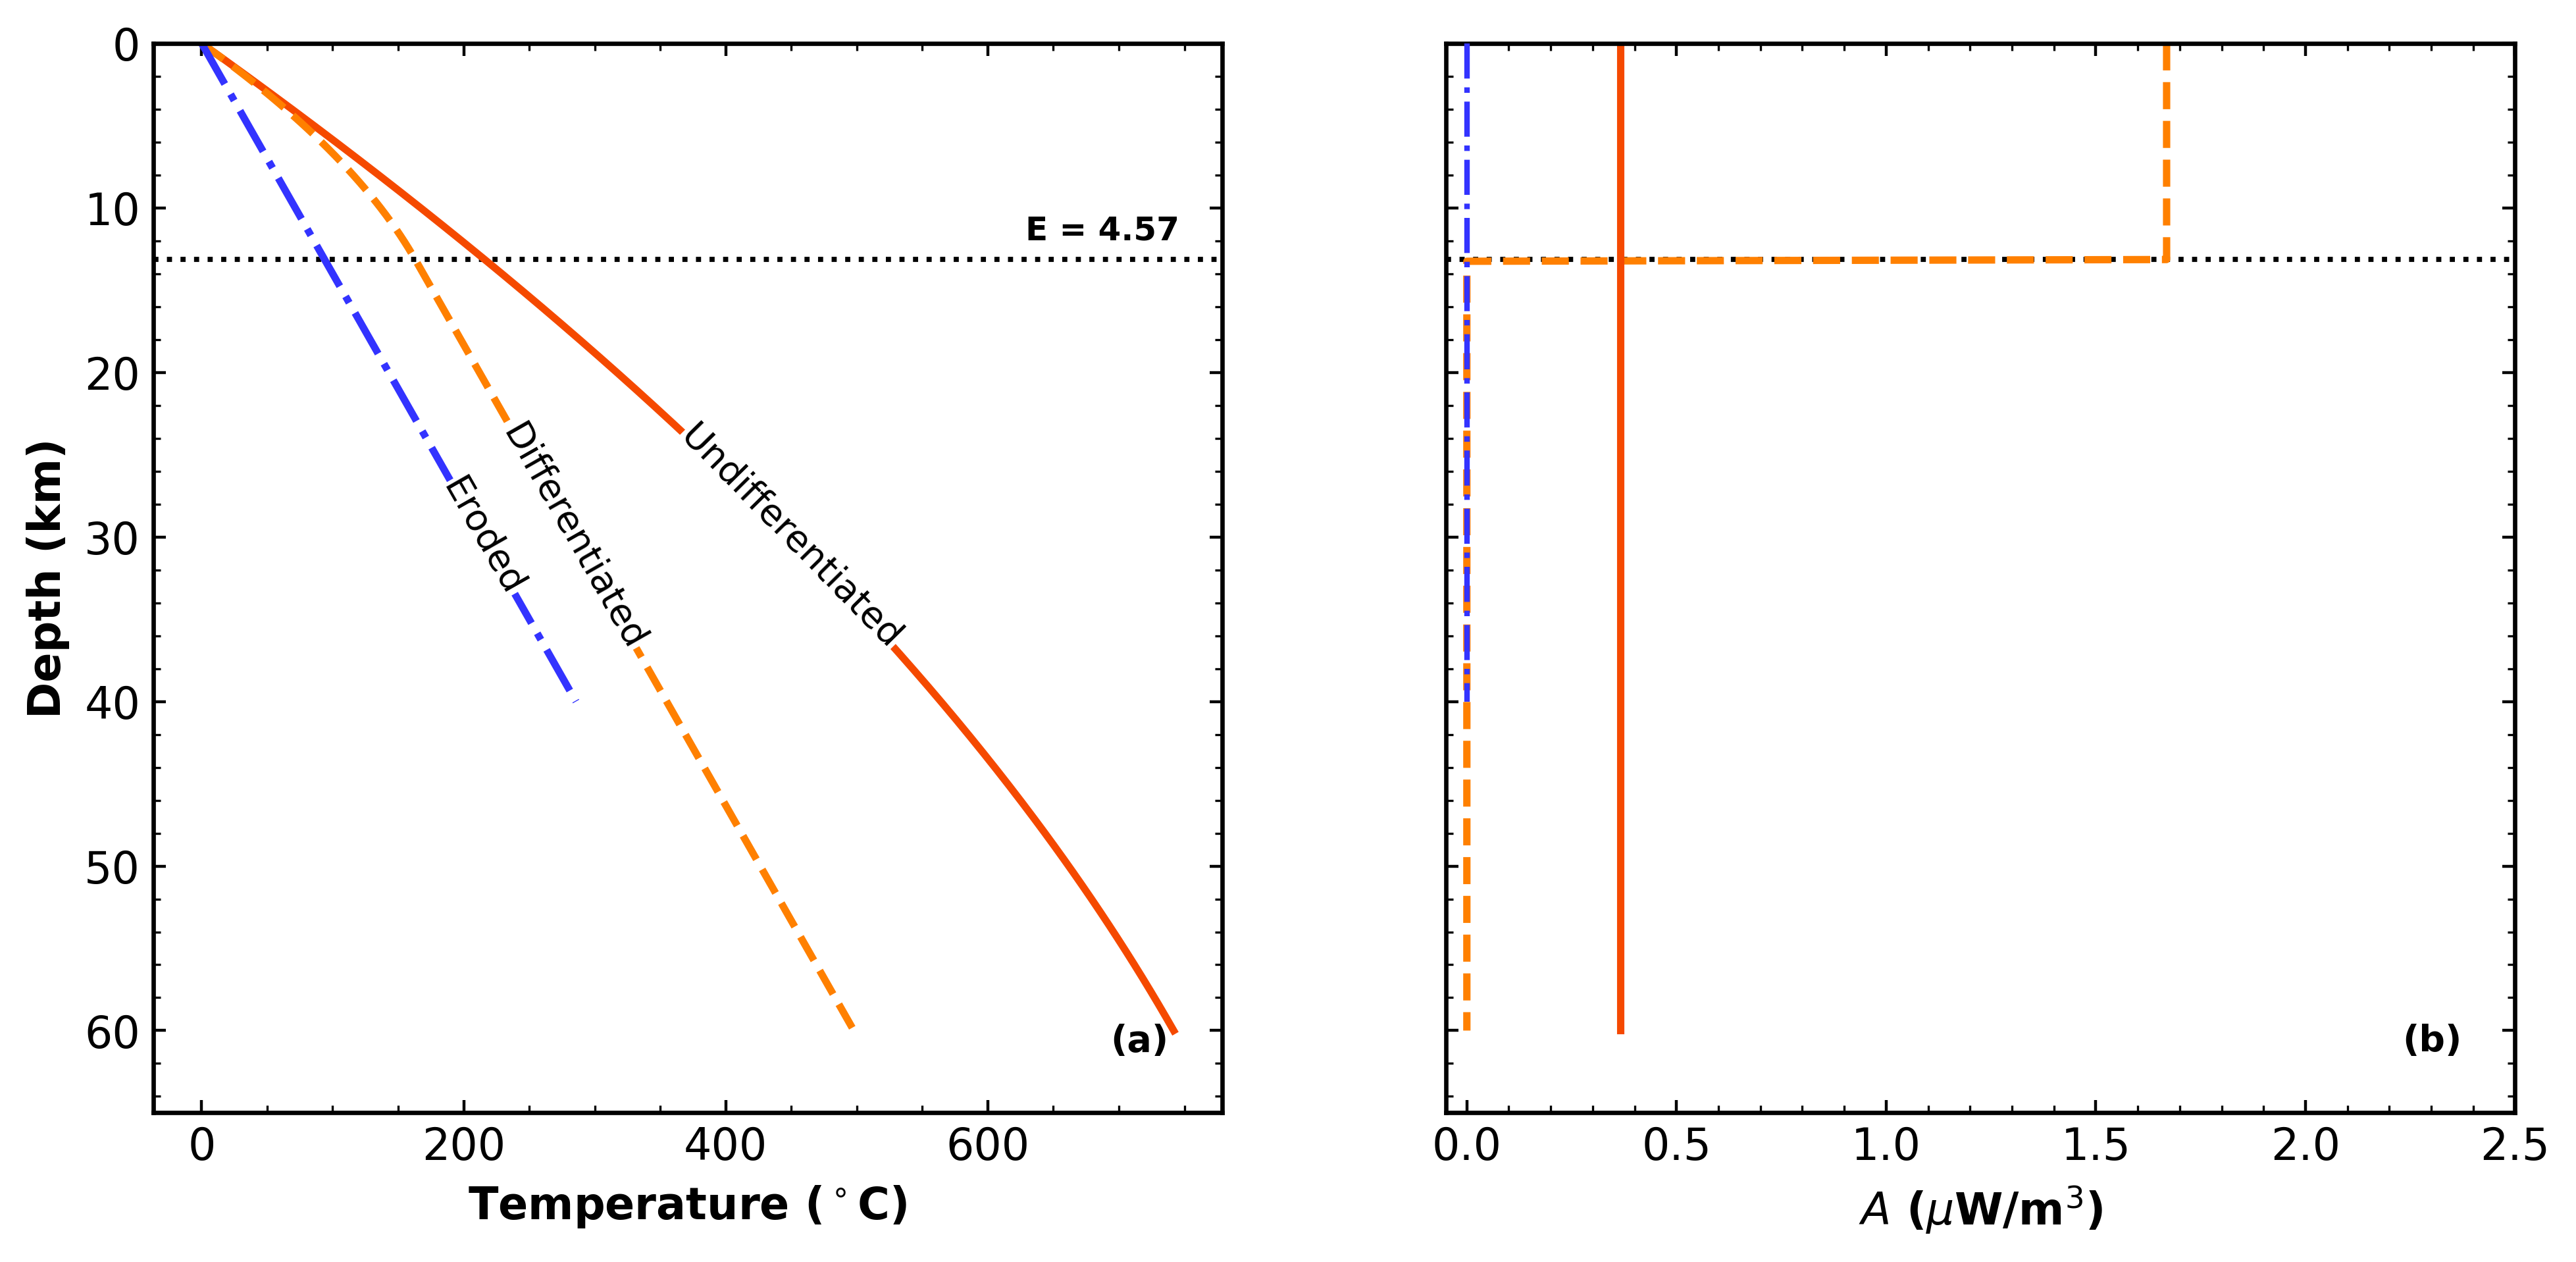 0
10
20
30
40
50
60
Depth (km)
E = 4.57
Eroded
Differentiated
Undifferentiated
(a)
0 200 400 600
Temperature (°C)
(b)
0.0 0.5 1.0 1.5 2.0 2.5
A (μW/m³)